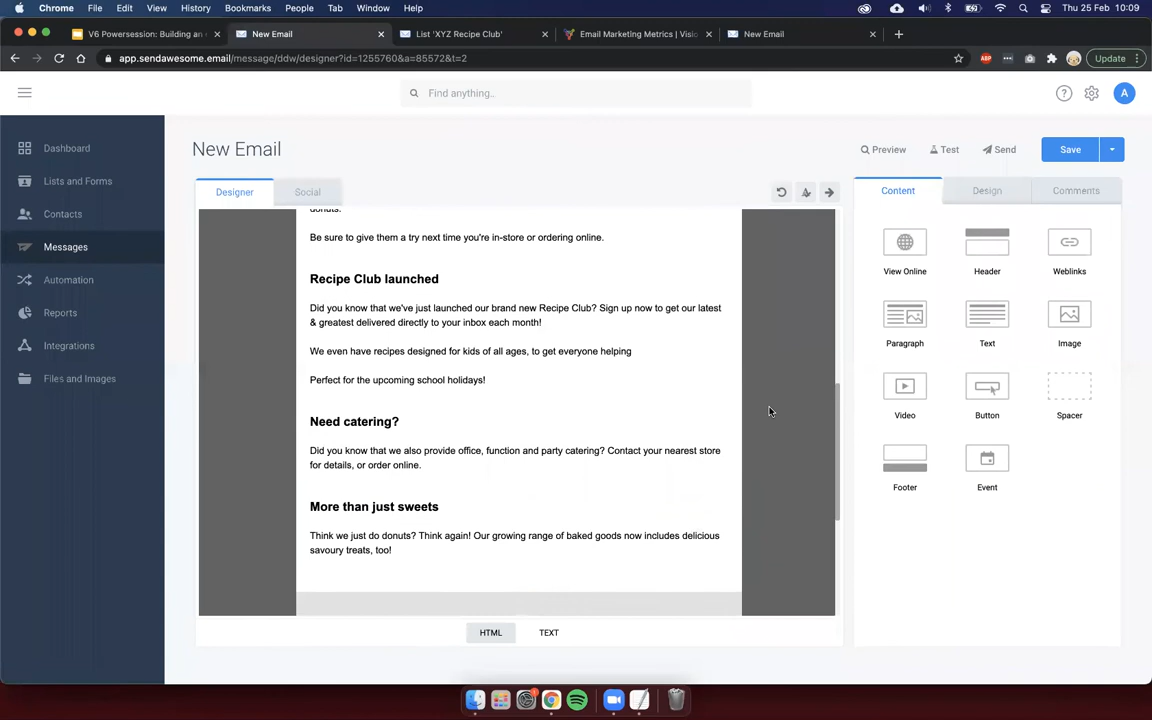 Chrome File Edit View History Bookmarks People Tab Window Help Thu 25 Feb 10:09
V6 Powersession: Building an
New Email
List 'XYZ Recipe Club'
Email Marketing Metrics | Visio
New Email
app.sendawesome.email/message/ddw/designer?id=1255760&a=85572&t=2
ABP
Update
Find anything..
A
Dashboard
Lists and Forms
Contacts
Messages
Automation
Reports
Integrations
Files and Images
New Email
Preview Test Send Save
Designer Social
donuts.
Be sure to give them a try next time you're in-store or ordering online.
Recipe Club launched
Did you know that we've just launched our brand new Recipe Club? Sign up now to get our latest
& greatest delivered directly to your inbox each month!
We even have recipes designed for kids of all ages, to get everyone helping
Perfect for the upcoming school holidays!
Need catering?
Did you know that we also provide office, function and party catering? Contact your nearest store
for details, or order online.
More than just sweets
Think we just do donuts? Think again! Our growing range of baked goods now includes delicious
savoury treats, too!
HTML TEXT
Content Design Comments
View Online Header Weblinks
Paragraph Text Image
Video Button Spacer
Footer Event